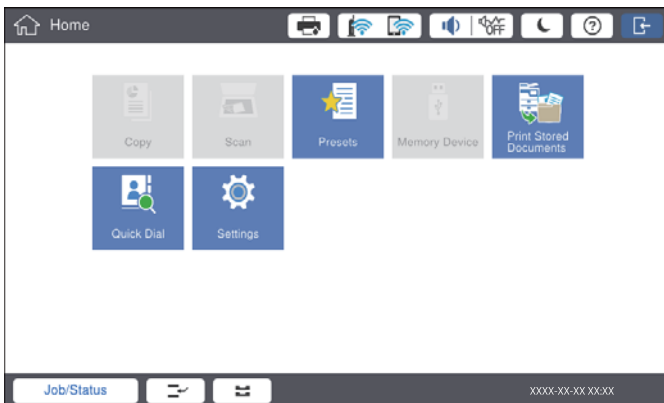 Home
OFF
Copy
Scan
Presets
Memory Device
Print Stored
Documents
Quick Dial
Settings
Job/Status
XXXX-XX-XX XX:XX